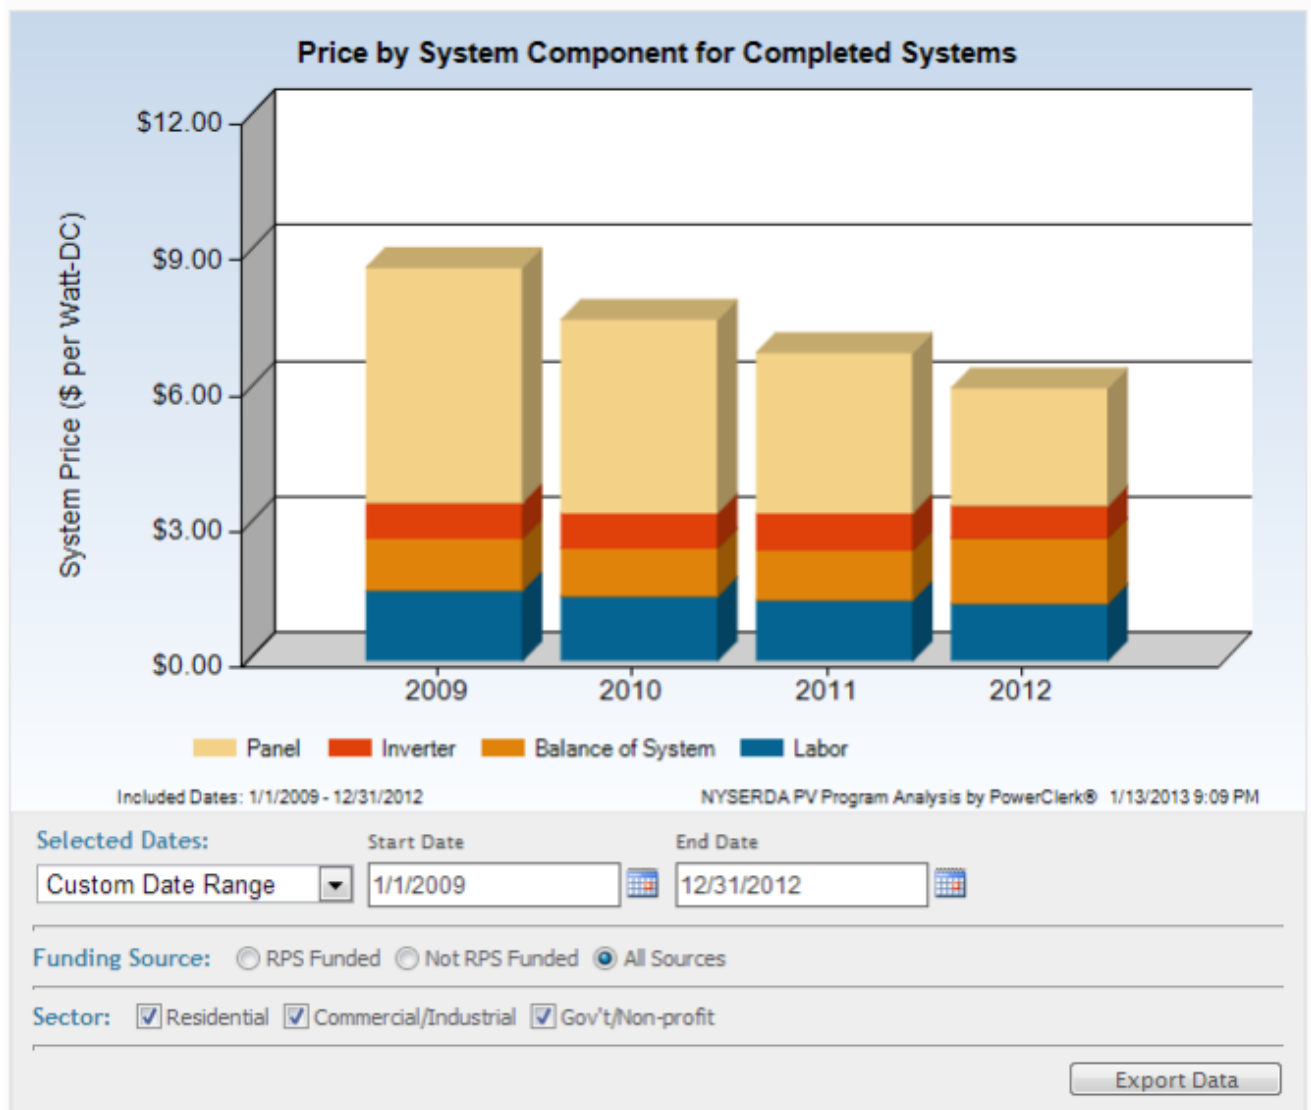 Price by System Component for Completed Systems
System Price ($ per Watt-DC)
$12.00
$9.00
$6.00
$3.00
$0.00
2009 2010 2011 2012
Panel Inverter Balance of System Labor
Included Dates: 1/1/2009 - 12/31/2012 NYSERDA PV Program Analysis by PowerClerk® 1/13/2013 9:09 PM
Selected Dates: Start Date End Date
Custom Date Range 1/1/2009 12/31/2012
Funding Source: RPS Funded Not RPS Funded All Sources
Sector: Residential Commercial/Industrial Gov't/Non-profit
Export Data